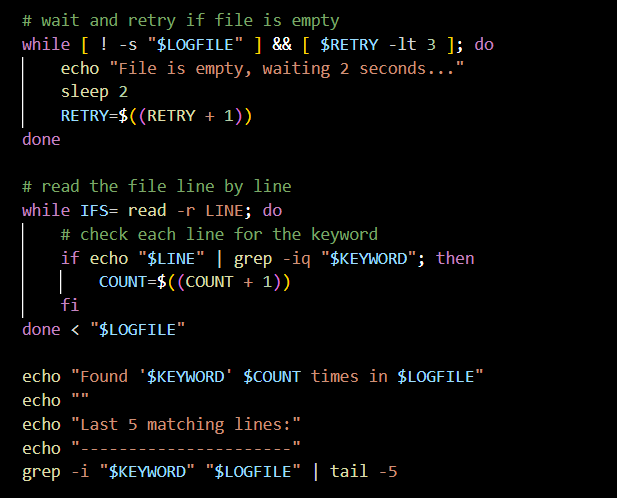 # wait and retry if file is empty
while [ ! -s "$LOGFILE" ] && [ $RETRY -lt 3 ]; do
    echo "File is empty, waiting 2 seconds..."
    sleep 2
    RETRY=$((RETRY + 1))
done

# read the file line by line
while IFS= read -r LINE; do
    # check each line for the keyword
    if echo "$LINE" | grep -iq "$KEYWORD"; then
        COUNT=$((COUNT + 1))
    fi
done < "$LOGFILE"

echo "Found '$KEYWORD' $COUNT times in $LOGFILE"
echo ""
echo "Last 5 matching lines:"
echo "----------------------"
grep -i "$KEYWORD" "$LOGFILE" | tail -5